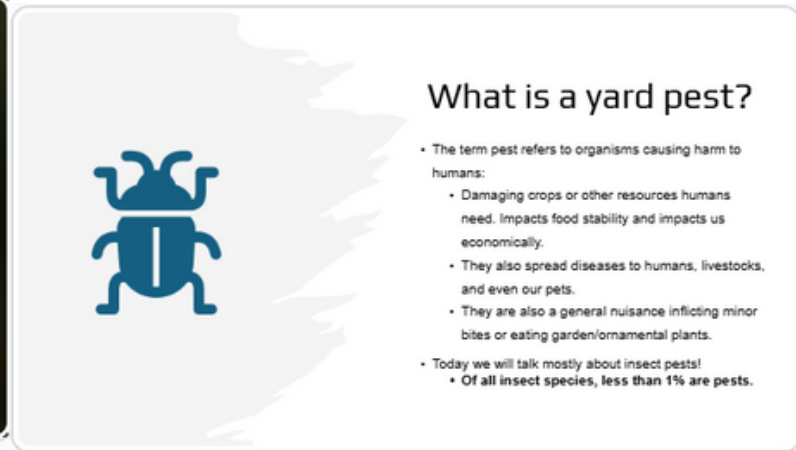 What is a yard pest?
• The term pest refers to organisms causing harm to
humans:
• Damaging crops or other resources humans
need. Impacts food stability and impacts us
economically.
• They also spread diseases to humans, livestocks,
and even our pets.
• They are also a general nuisance inflicting minor
bites or eating garden/ornamental plants.
• Today we will talk mostly about insect pests!
• Of all insect species, less than 1% are pests.